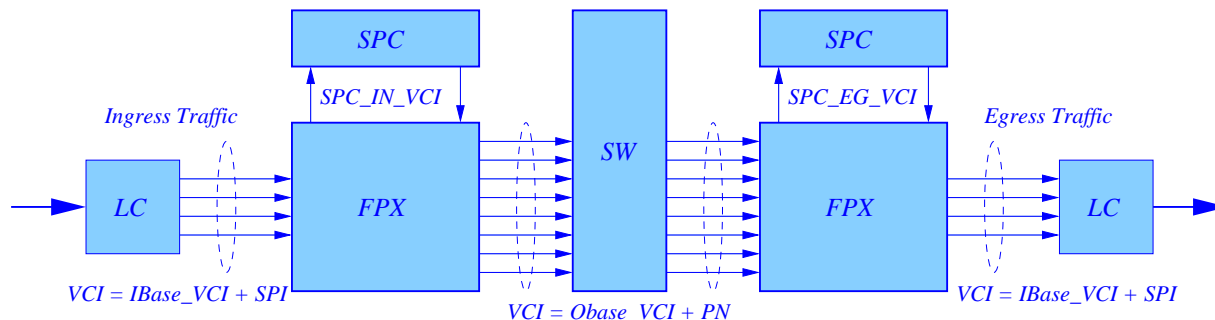 SPC
SPC
SPC_IN_VCI
SPC_EG_VCI
Ingress Traffic
Egress Traffic
LC
FPX
SW
FPX
LC
VCI = IBase_VCI + SPI
VCI = Obase VCI + PN
VCI = IBase_VCI + SPI